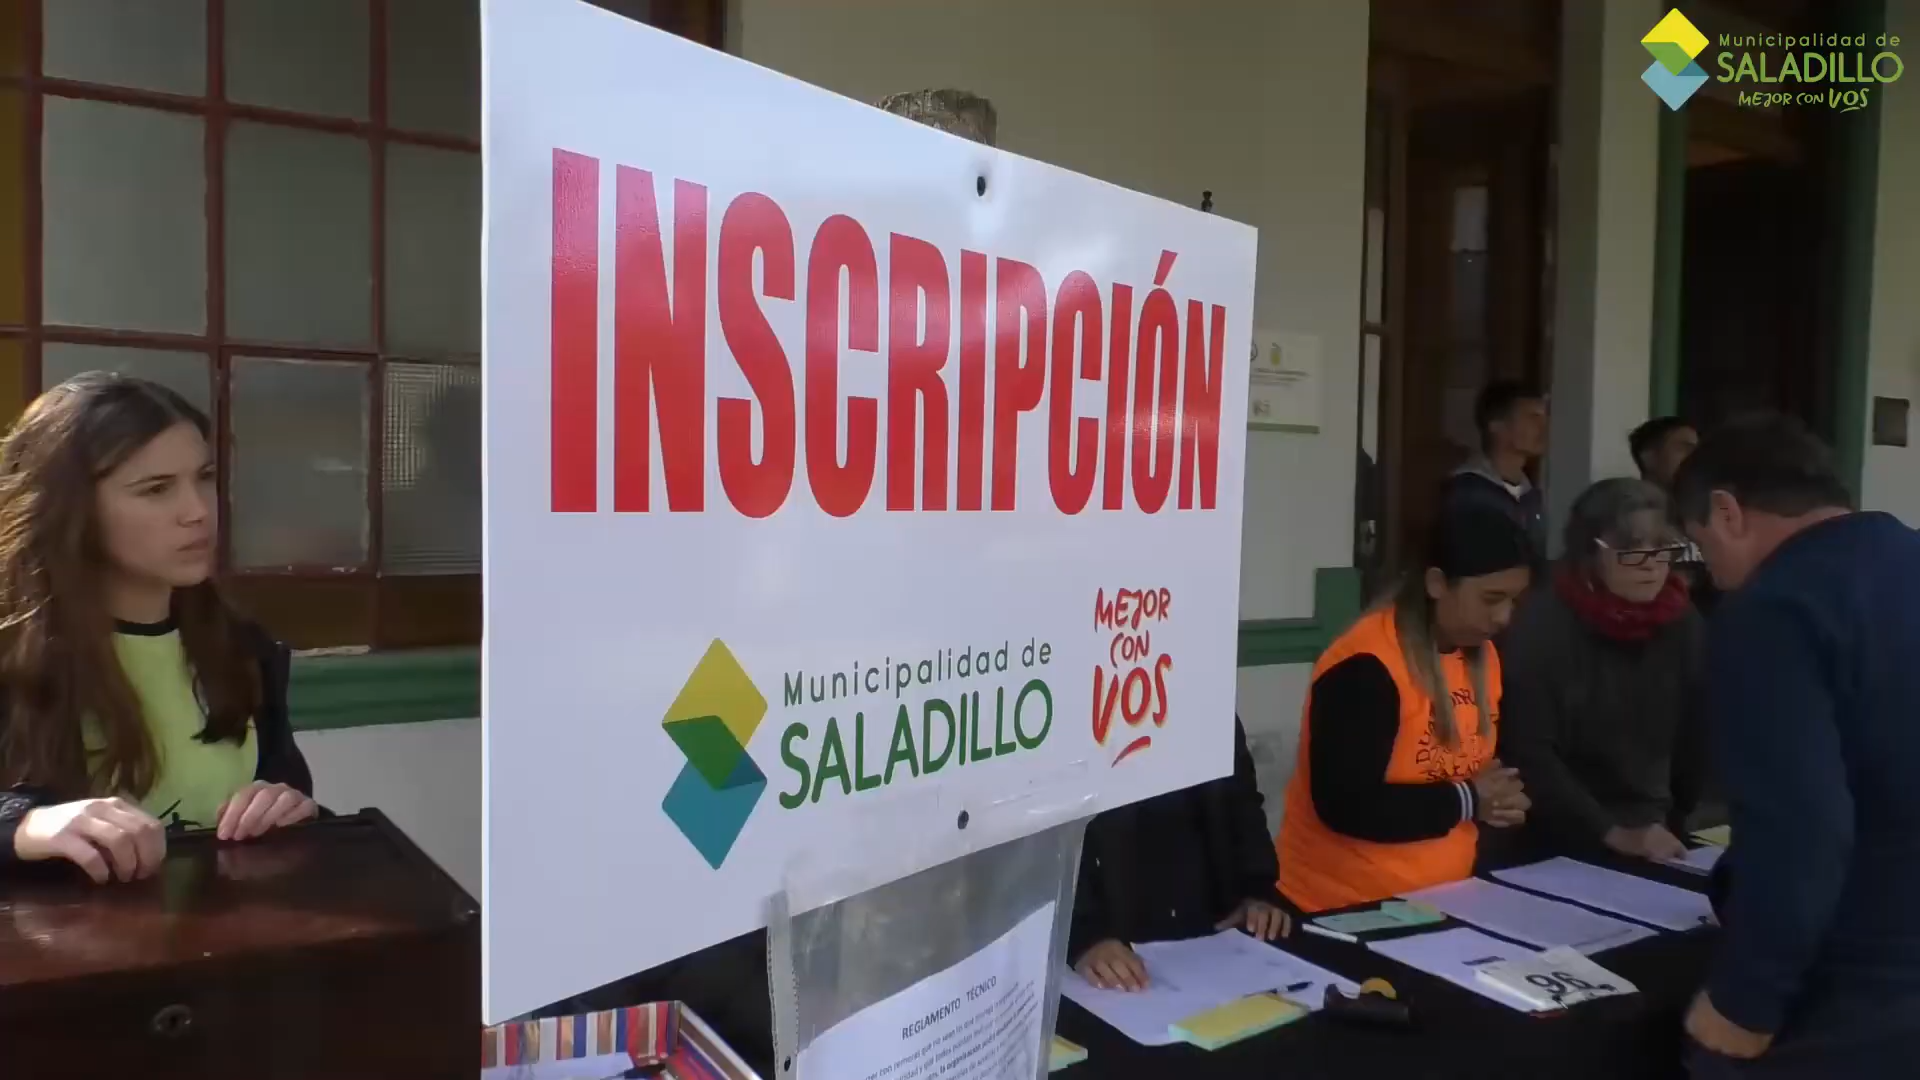 Municipalidad de
SALADILLO
MEJOR CON VOS
INSCRIPCIÓN
Municipalidad de
SALADILLO
MEJOR
CON
VOS
REGLAMENTO TÉCNICO
96